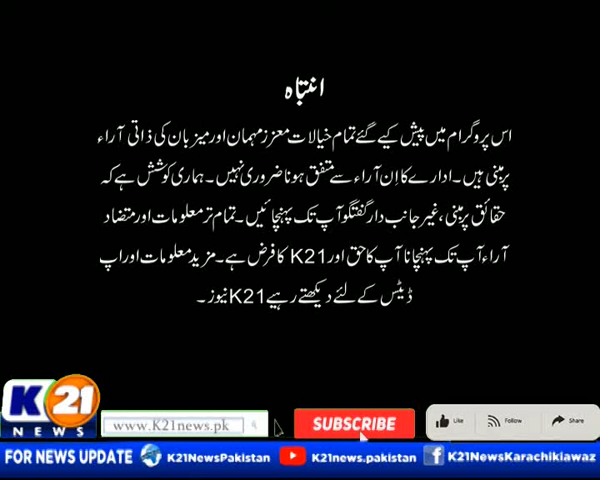 انتباہ
اس پروگرام میں پیش کیے گئے تمام خیالات معزز مہمان اور میزبان کی ذاتی آراء
پر مبنی ہیں۔ ادارے کا اِن آراء سے متفق ہونا ضروری نہیں۔ ہماری کوشش ہے کہ
حقائق پر مبنی، غیر جانب دار گفتگو آپ تک پہنچائیں۔ تمام تر معلومات اور متضاد
آراء آپ تک پہنچانا آپ کا حق اور K21 کا فرض ہے۔ مزید معلومات اور اپ
ڈیٹس کے لئے دیکھتے رہیے K21 نیوز۔
K21
NEWS
www.K21news.pk
SUBSCRIBE
Like
Follow
Share
FOR NEWS UPDATE
K21NewsPakistan
K21news.pakistan
K21NewsKarachikiawaz